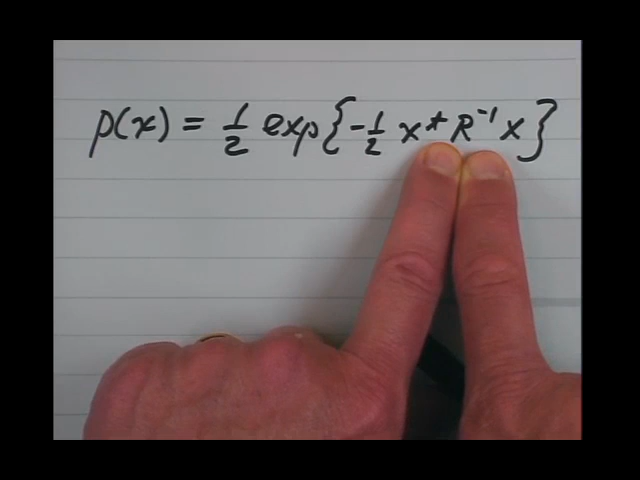 p(x) = 1/2 exp{-1/2 x^t R^-1 x}